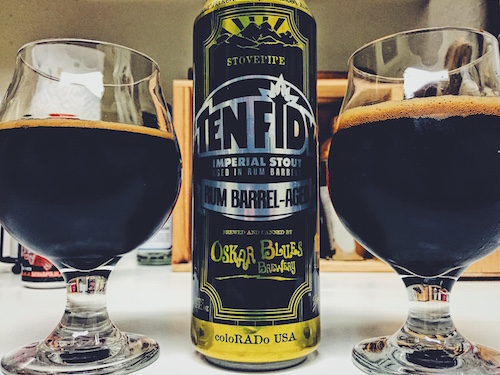 STOVEPIPE
TEN FIDY
IMPERIAL STOUT
AGED IN RUM BARRELS
RUM BARREL-AGED
BREWED AND CANNED BY
OSKAR BLUES
BREWERY
coloRADo USA